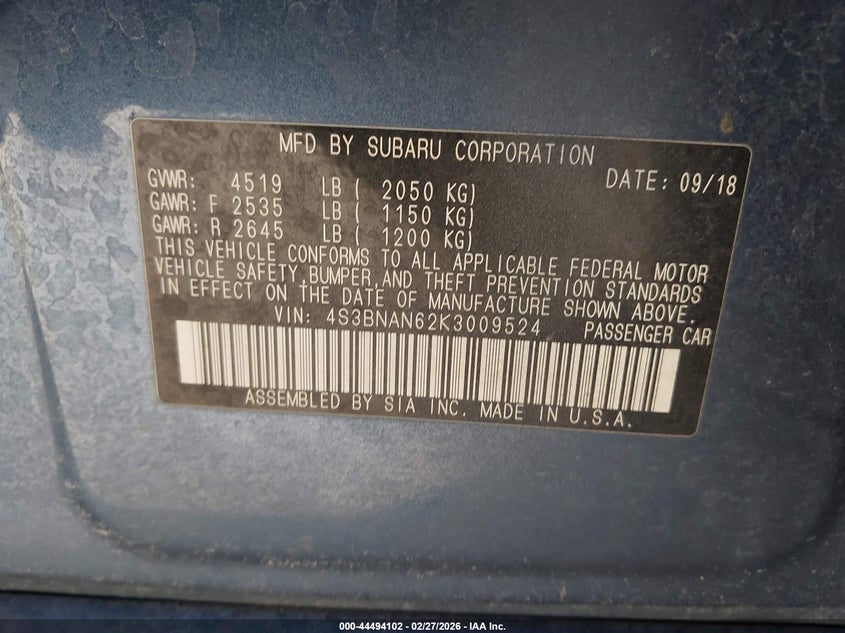 MFD BY SUBARU CORPORATION
GVWR: 4519 LB ( 2050 KG) DATE: 09/18
GAWR: F 2535 LB ( 1150 KG)
GAWR: R 2645 LB ( 1200 KG)
THIS VEHICLE CONFORMS TO ALL APPLICABLE FEDERAL MOTOR
VEHICLE SAFETY,BUMPER,AND THEFT PREVENTION STANDARDS
IN EFFECT ON THE DATE OF MANUFACTURE SHOWN ABOVE.
VIN: 4S3BNAN62K3009524 PASSENGER CAR
ASSEMBLED BY SIA INC. MADE IN U.S.A.
000-44494102 — 02/27/2026 — IAA Inc.